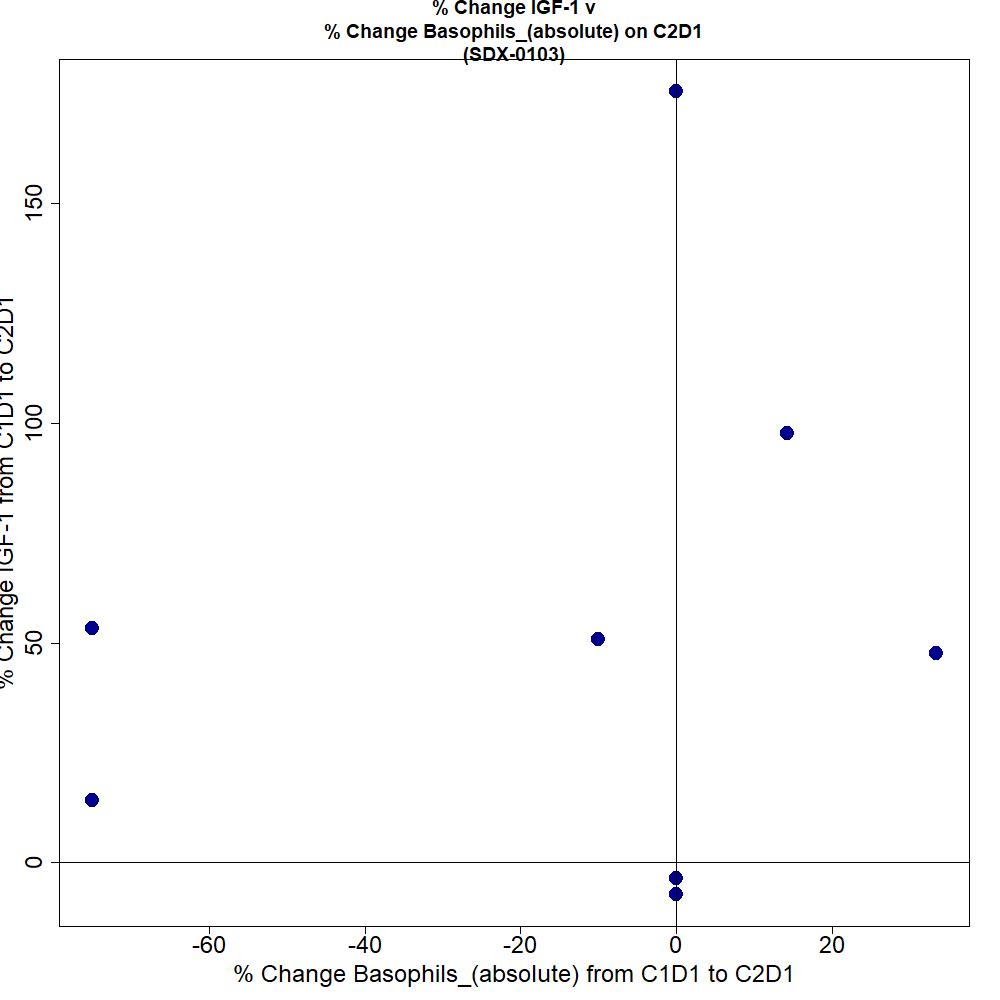 % Change IGF-1 v
% Change Basophils_(absolute) on C2D1
(SDX-0103)
% Change IGF-1 from C1D1 to C2D1
150
100
50
0
-60
-40
-20
0
20
% Change Basophils_(absolute) from C1D1 to C2D1